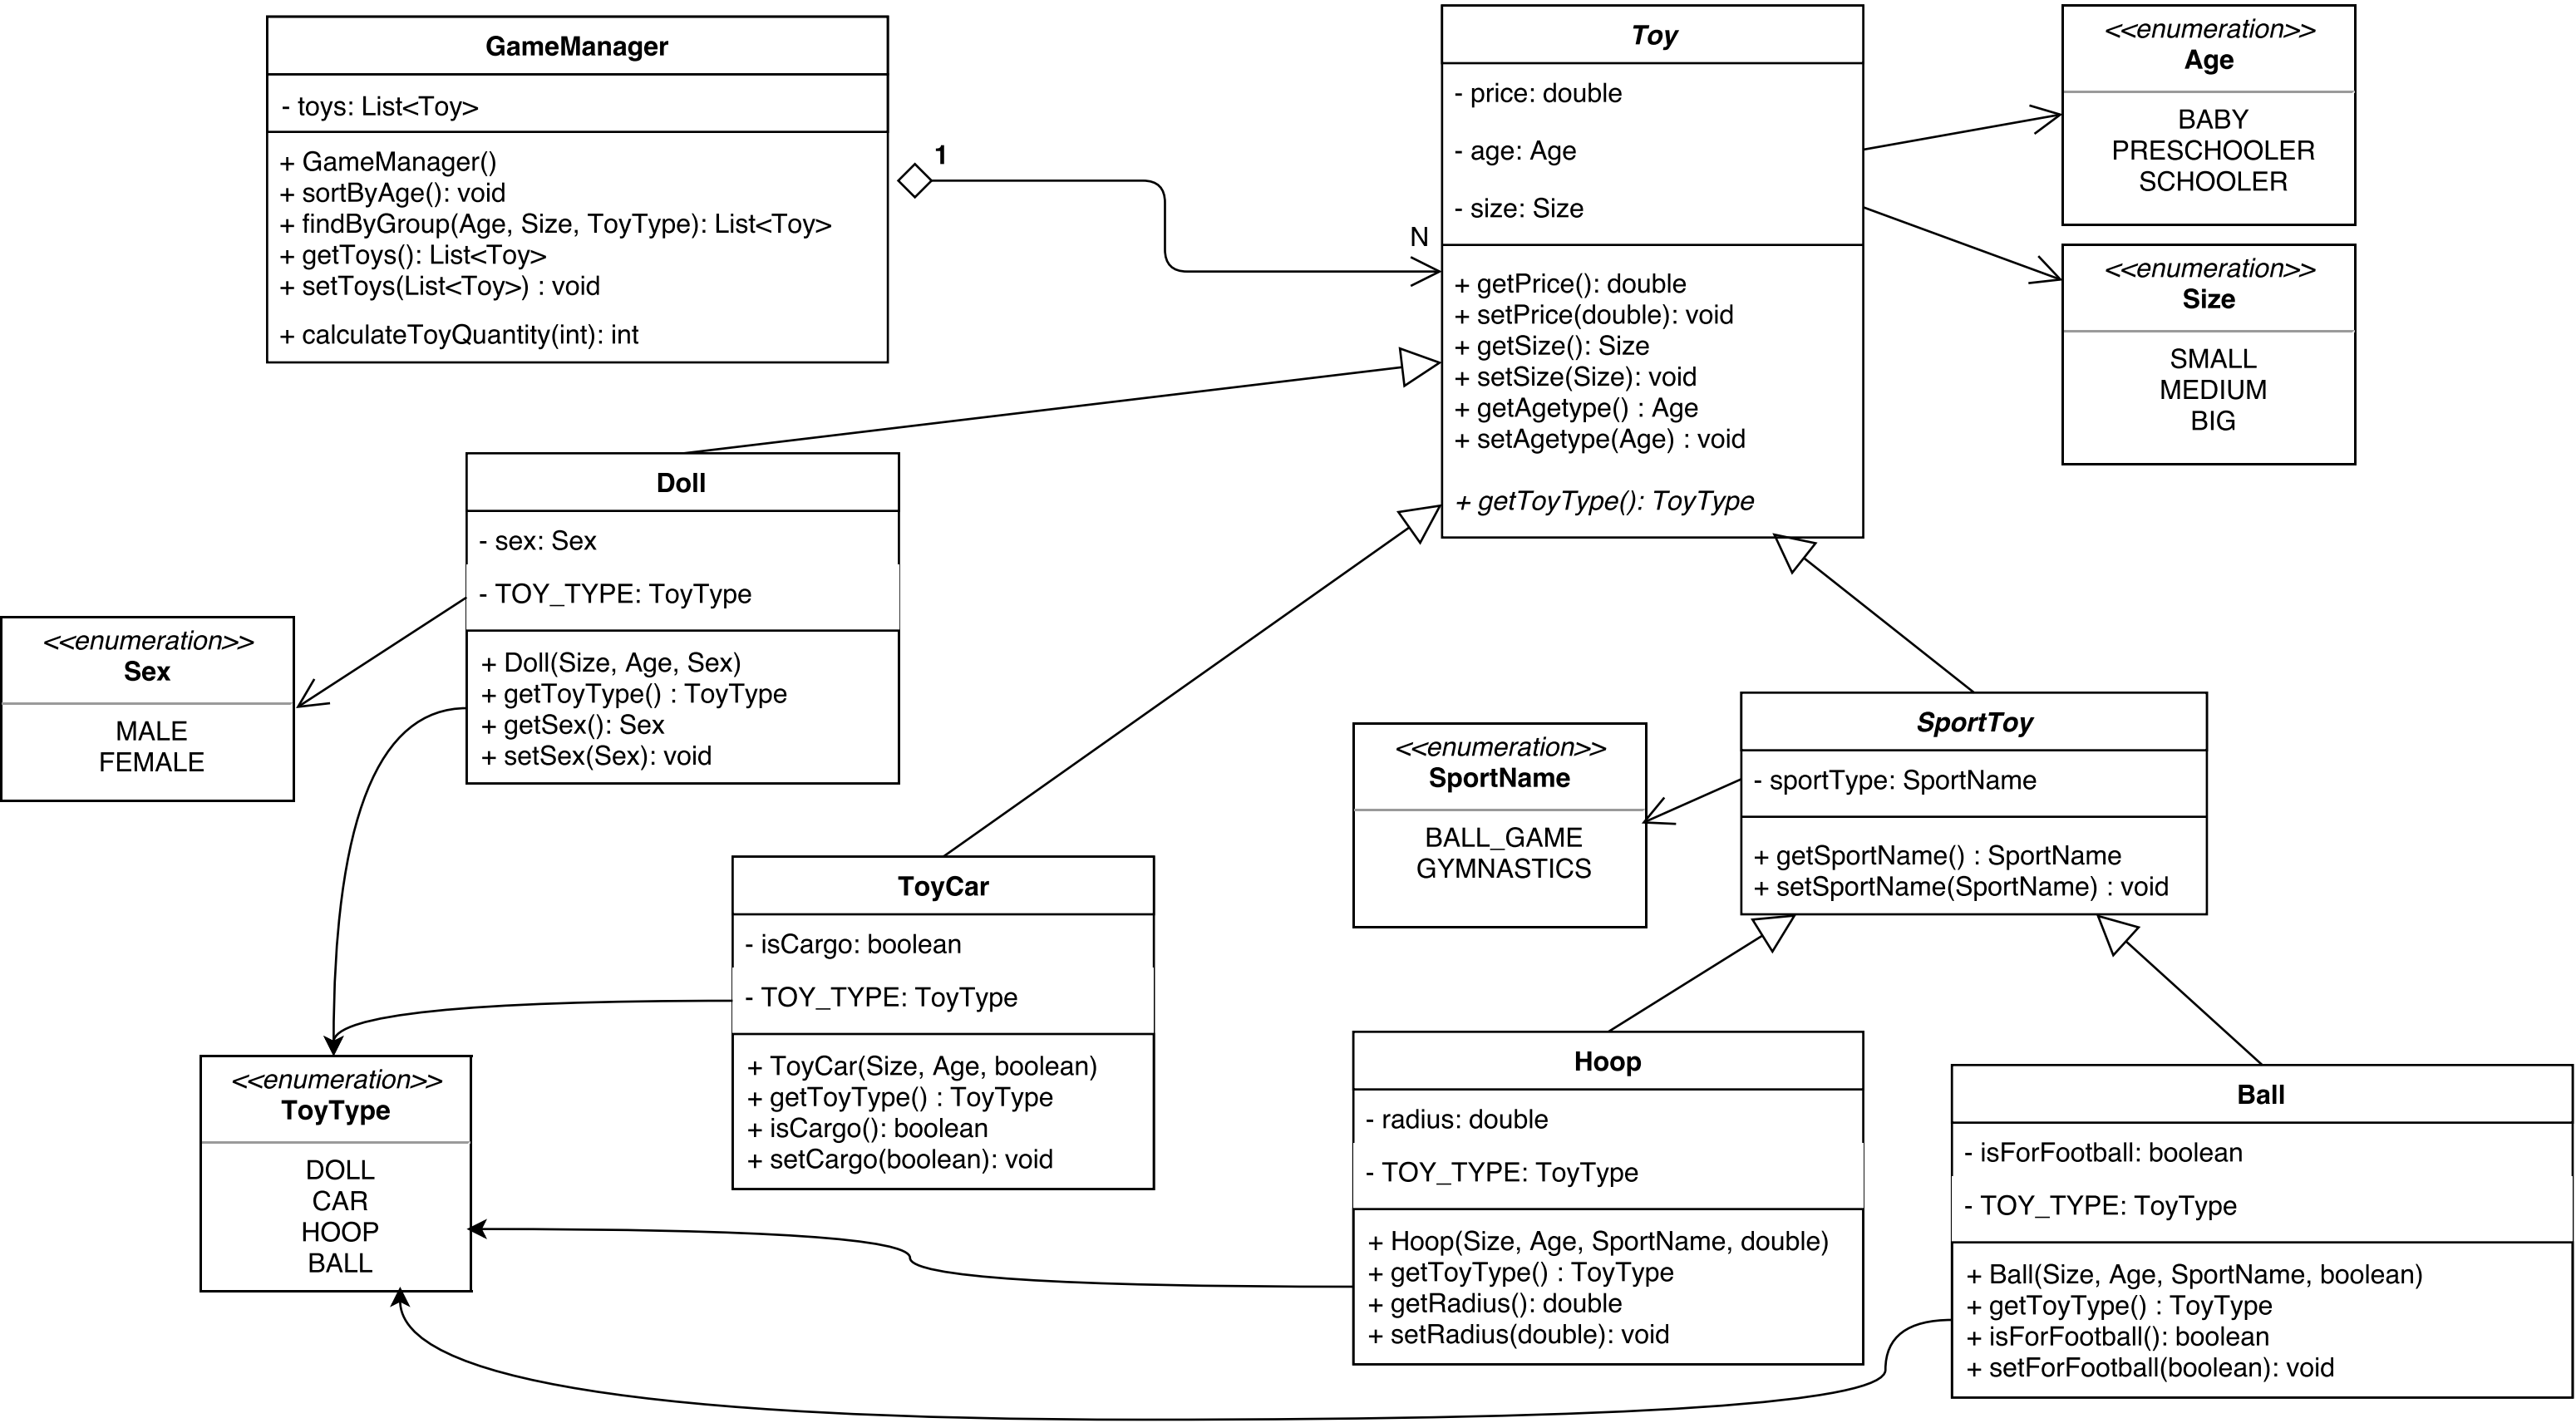 GameManager
- toys: List<Toy>
+ GameManager()
+ sortByAge(): void
+ findByGroup(Age, Size, ToyType): List<Toy>
+ getToys(): List<Toy>
+ setToys(List<Toy>) : void
+ calculateToyQuantity(int): int
1
N
Toy
- price: double
- age: Age
- size: Size
+ getPrice(): double
+ setPrice(double): void
+ getSize(): Size
+ setSize(Size): void
+ getAgetype() : Age
+ setAgetype(Age) : void
+ getToyType(): ToyType
<<enumeration>>
Age
BABY
PRESCHOOLER
SCHOOLER
<<enumeration>>
Size
SMALL
MEDIUM
BIG
Doll
- sex: Sex
- TOY_TYPE: ToyType
+ Doll(Size, Age, Sex)
+ getToyType() : ToyType
+ getSex(): Sex
+ setSex(Sex): void
<<enumeration>>
Sex
MALE
FEMALE
<<enumeration>>
SportName
BALL_GAME
GYMNASTICS
SportToy
- sportType: SportName
+ getSportName() : SportName
+ setSportName(SportName) : void
ToyCar
- isCargo: boolean
- TOY_TYPE: ToyType
+ ToyCar(Size, Age, boolean)
+ getToyType() : ToyType
+ isCargo(): boolean
+ setCargo(boolean): void
<<enumeration>>
ToyType
DOLL
CAR
HOOP
BALL
Hoop
- radius: double
- TOY_TYPE: ToyType
+ Hoop(Size, Age, SportName, double)
+ getToyType() : ToyType
+ getRadius(): double
+ setRadius(double): void
Ball
- isForFootball: boolean
- TOY_TYPE: ToyType
+ Ball(Size, Age, SportName, boolean)
+ getToyType() : ToyType
+ isForFootball(): boolean
+ setForFootball(boolean): void